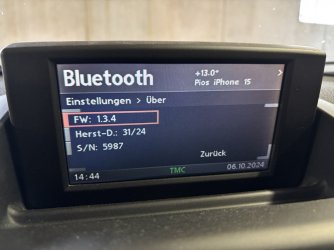 Bluetooth
+13.0°
Pios iPhone 15
Einstellungen > Über
FW: 1.3.4
Herst-D.: 31/24
S/N: 5987
Zurück
TMC
06.10.2024
14:44